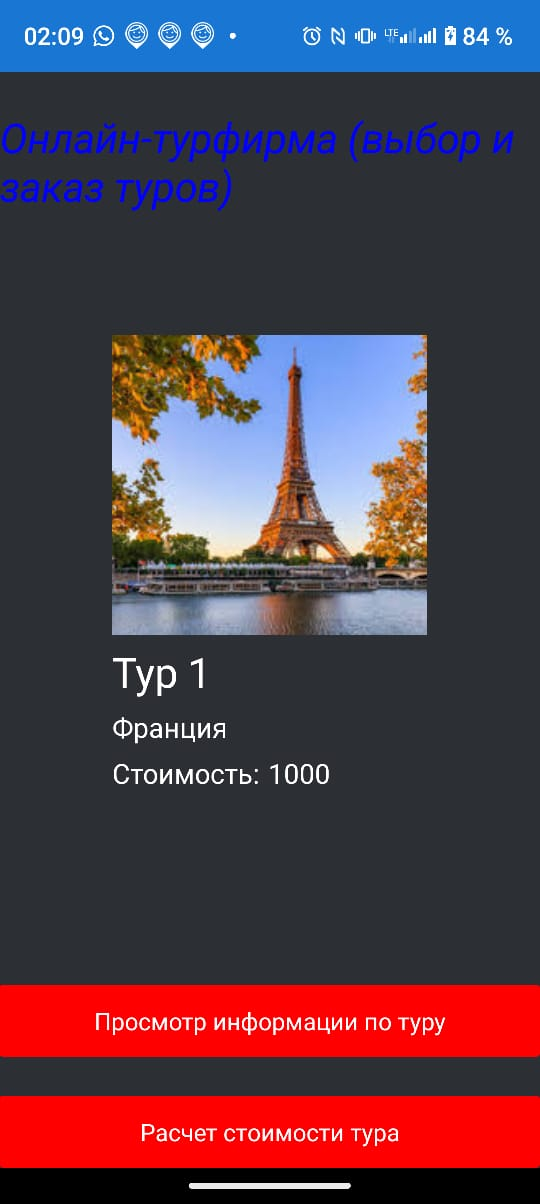 02:09
LTE
84 %
Онлайн-турфирма (выбор и
заказ туров)
Тур 1
Франция
Стоимость: 1000
Просмотр информации по туру
Расчет стоимости тура